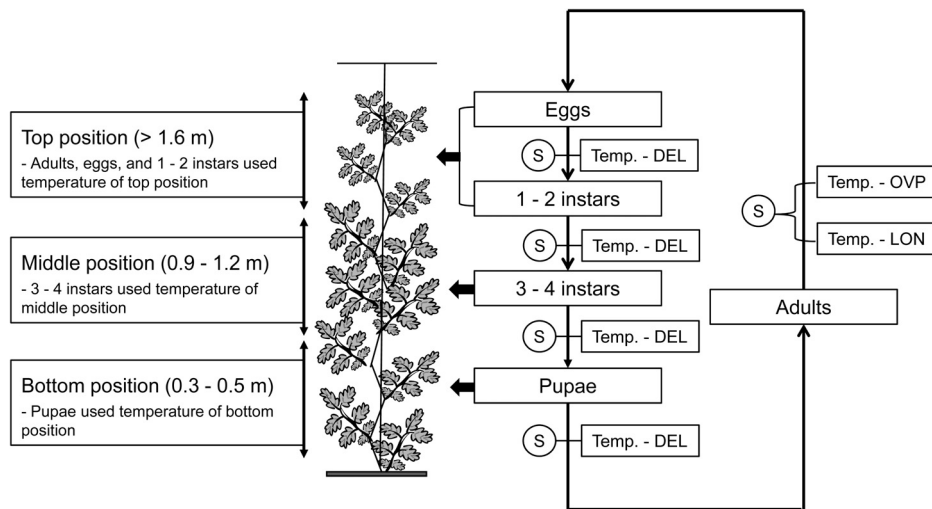 Top position (> 1.6 m)
- Adults, eggs, and 1 - 2 instars used
temperature of top position
Middle position (0.9 - 1.2 m)
- 3 - 4 instars used temperature of
middle position
Bottom position (0.3 - 0.5 m)
- Pupae used temperature of bottom
position
Eggs
S
Temp. - DEL
1 - 2 instars
S
Temp. - DEL
3 - 4 instars
S
Temp. - DEL
Pupae
S
Temp. - DEL
Temp. - OVP
S
Temp. - LON
Adults